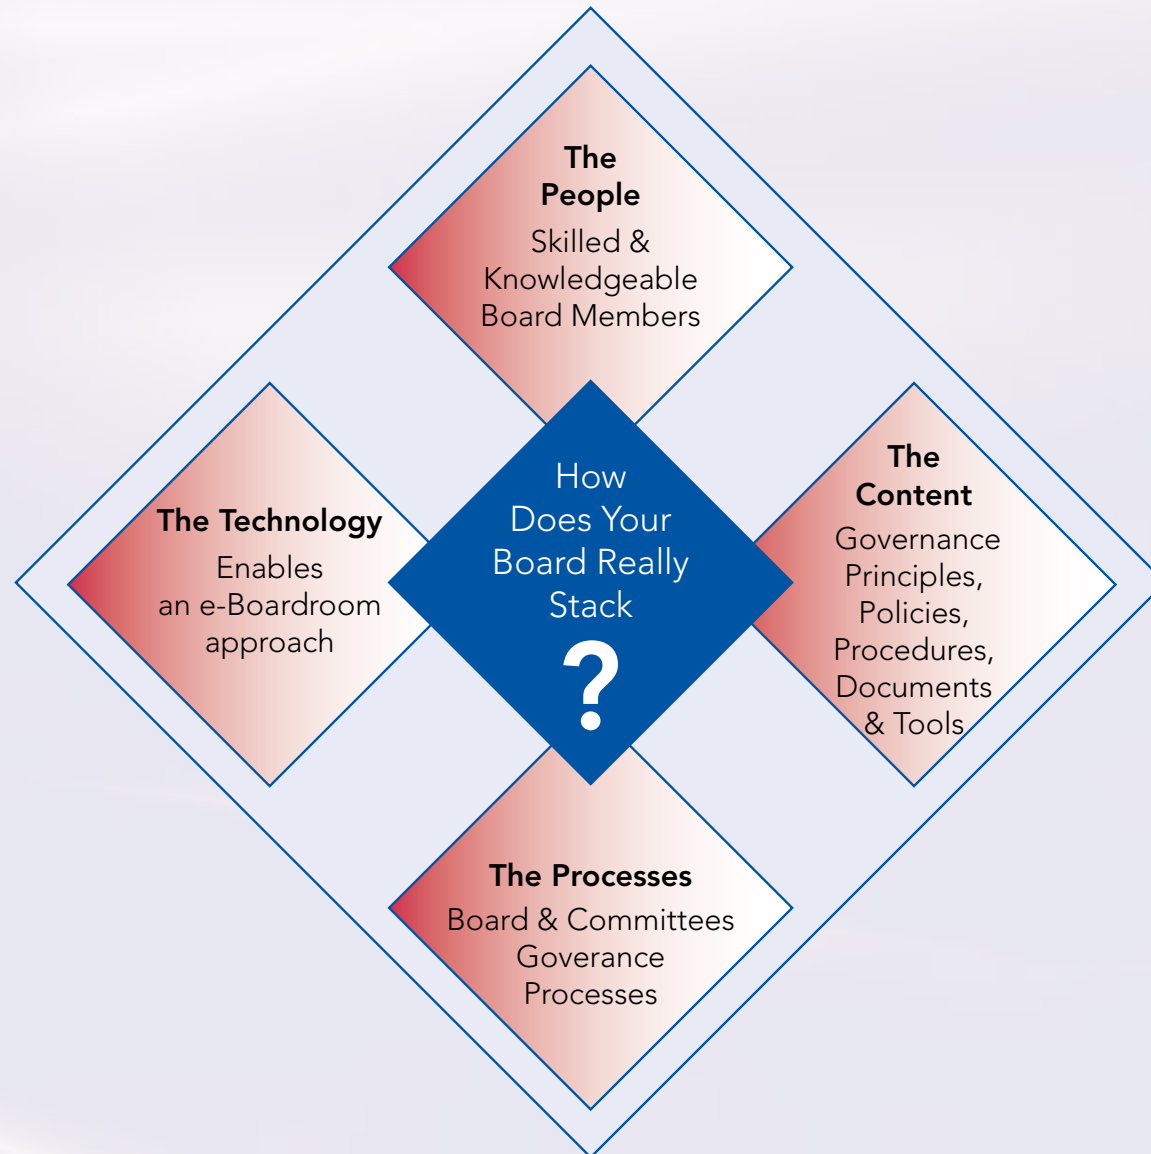 The
People
Skilled &
Knowledgeable
Board Members
The Technology
Enables
an e-Boardroom
approach
How
Does Your
Board Really
Stack
?
The
Content
Governance
Principles,
Policies,
Procedures,
Documents
& Tools
The Processes
Board & Committees
Goverance
Processes